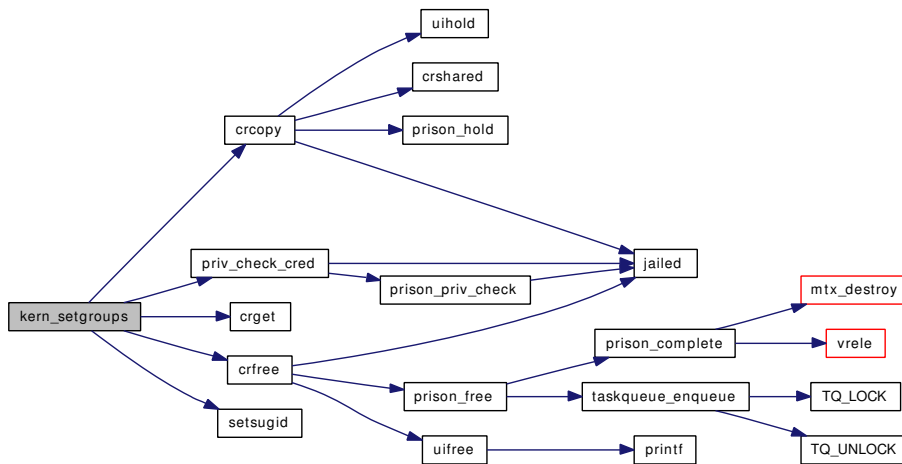 uihold
crshared
crcopy
prison_hold
priv_check_cred
jailed
prison_priv_check
mtx_destroy
kern_setgroups
crget
prison_complete
vrele
crfree
prison_free
taskqueue_enqueue
TQ_LOCK
setsugid
uifree
printf
TQ_UNLOCK